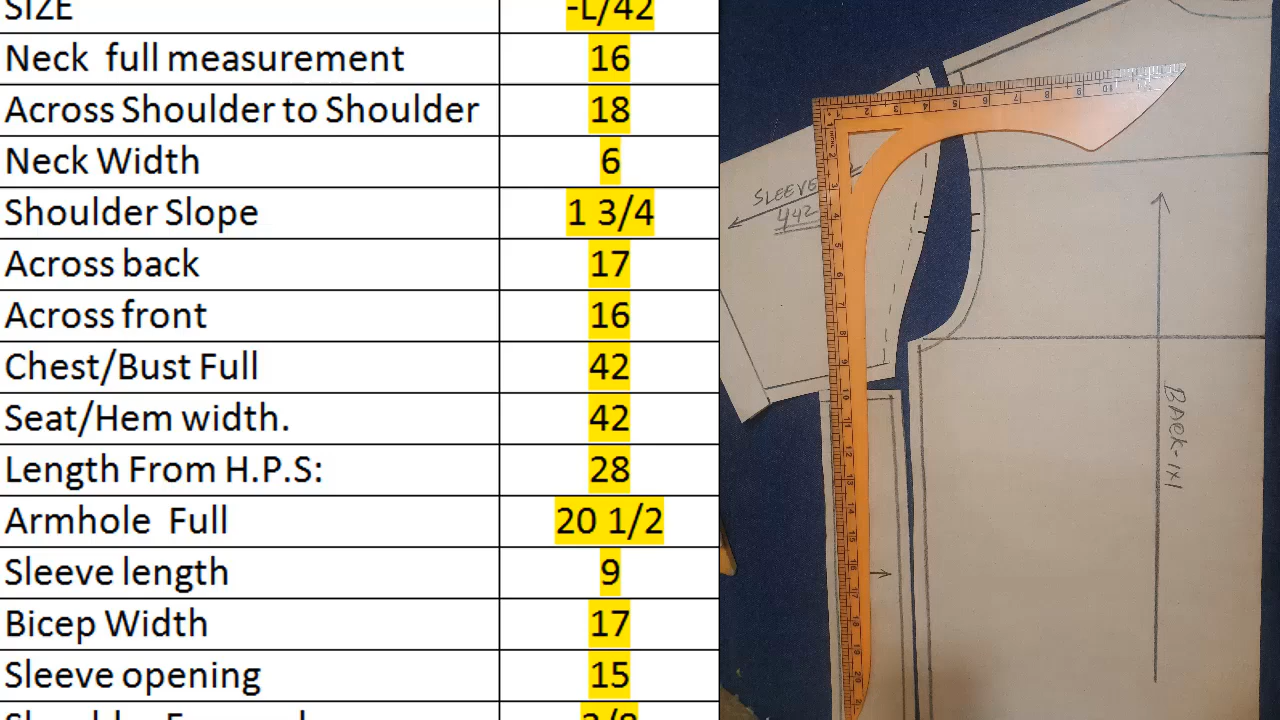 SIZE -L/42
Neck full measurement 16
Across Shoulder to Shoulder 18
Neck Width 6
Shoulder Slope 1 3/4
Across back 17
Across front 16
Chest/Bust Full 42
Seat/Hem width. 42
Length From H.P.S: 28
Armhole Full 20 1/2
Sleeve length 9
Bicep Width 17
Sleeve opening 15
SLEEVE
442
BACK-1X1